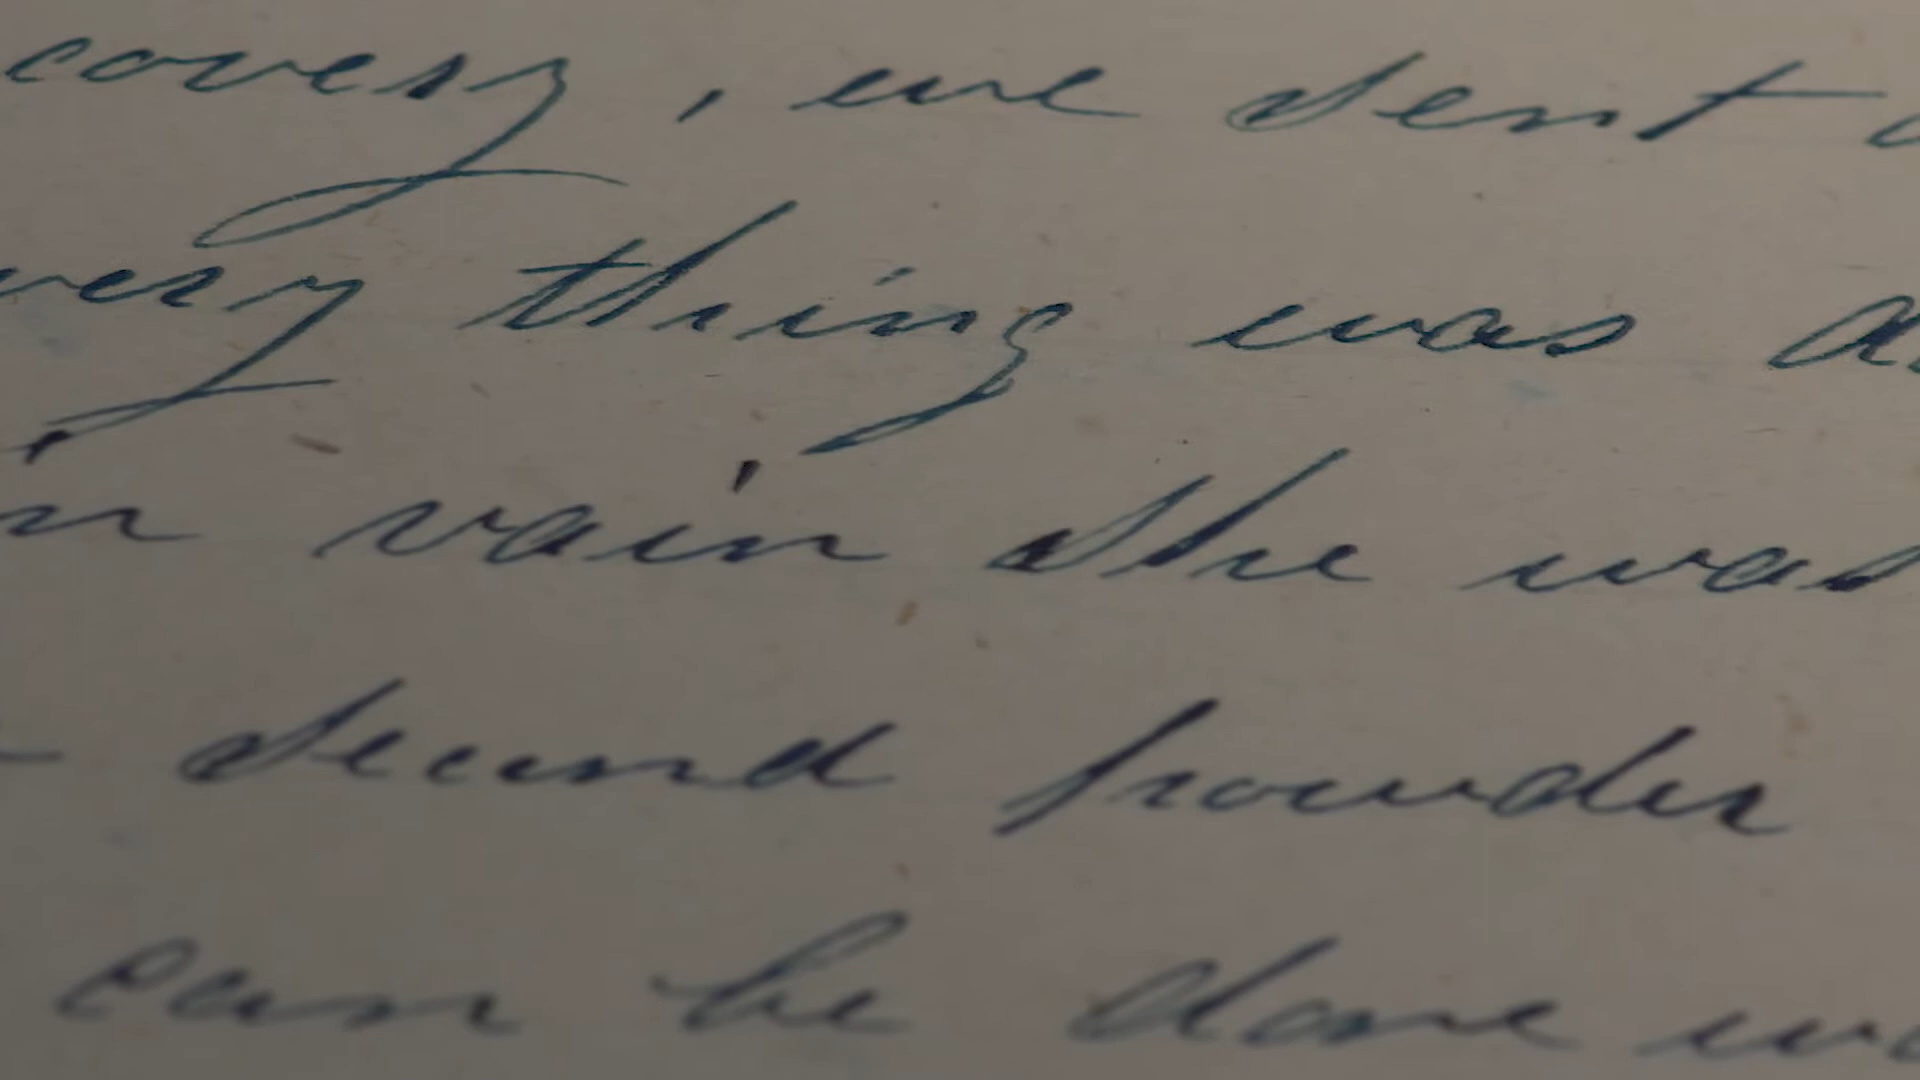 covery, we sent
very thing was
in vain she was
second powder
can be done